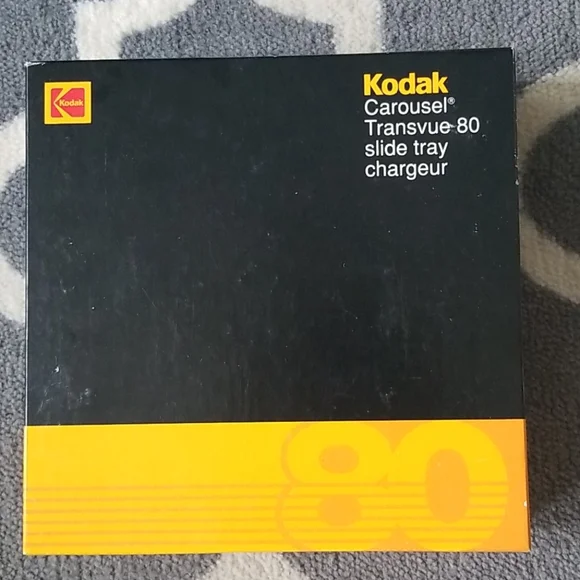 Kodak
Kodak
Carousel®
Transvue 80
slide tray
chargeur
80